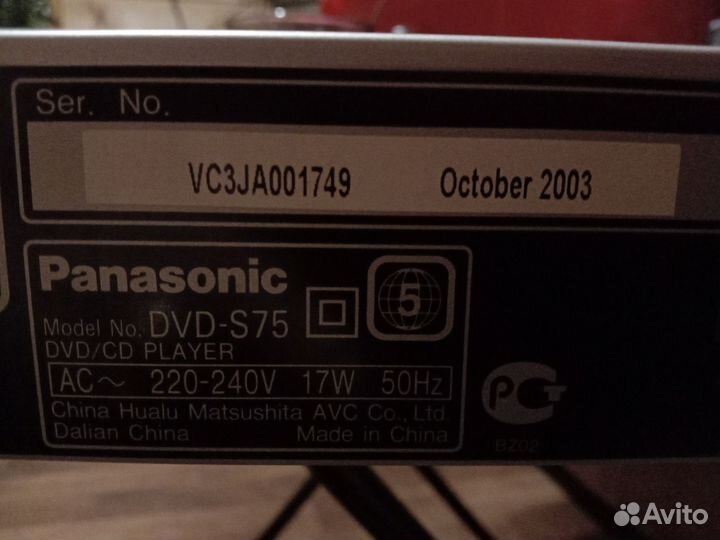 Ser. No.
VC3JA001749 October 2003
Panasonic
5
Model No. DVD-S75
DVD/CD PLAYER
AC～ 220-240V 17W 50Hz
China Hualu Matsushita AVC Co., Ltd.
Dalian China Made in China
PCT
BZ02
Avito